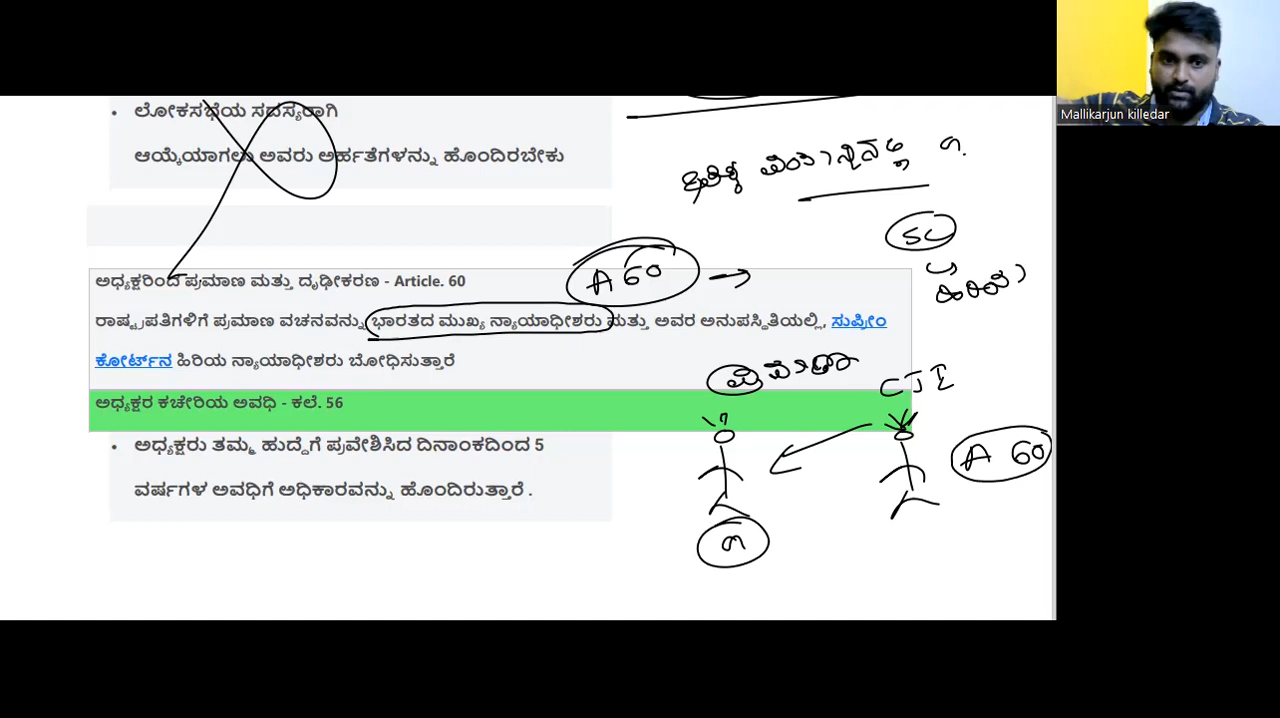 ಲೋಕಸಭೆಯ ಸದಸ್ಯರಾಗಿ
ಆಯ್ಕೆಯಾಗಲು ಅವರು ಅರ್ಹತೆಗಳನ್ನು ಹೊಂದಿರಬೇಕು
ಅಧ್ಯಕ್ಷರಿಂದ ಪ್ರಮಾಣ ಮತ್ತು ದೃಢೀಕರಣ - Article. 60
ರಾಷ್ಟ್ರಪತಿಗಳಿಗೆ ಪ್ರಮಾಣ ವಚನವನ್ನು ಭಾರತದ ಮುಖ್ಯ ನ್ಯಾಯಾಧೀಶರು ಮತ್ತು ಅವರ ಅನುಪಸ್ಥಿತಿಯಲ್ಲಿ, ಸುಪ್ರೀಂ
ಕೋರ್ಟ್‌ನ ಹಿರಿಯ ನ್ಯಾಯಾಧೀಶರು ಬೋಧಿಸುತ್ತಾರೆ
ಅಧ್ಯಕ್ಷರ ಕಚೇರಿಯ ಅವಧಿ - ಕಲೆ. 56
ಅಧ್ಯಕ್ಷರು ತಮ್ಮ ಹುದ್ದೆಗೆ ಪ್ರವೇಶಿಸಿದ ದಿನಾಂಕದಿಂದ 5
ವರ್ಷಗಳ ಅವಧಿಗೆ ಅಧಿಕಾರವನ್ನು ಹೊಂದಿರುತ್ತಾರೆ .
A 60
SC
CJI
A 60
Mallikarjun killedar